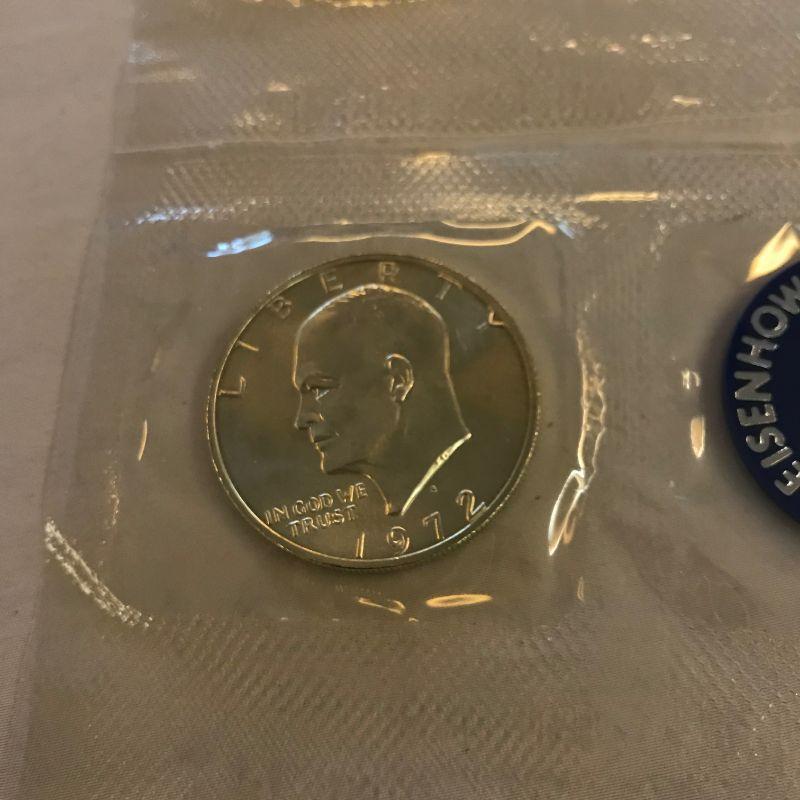 LIBERTY
IN GOD WE
TRUST
1972
EISENHOW